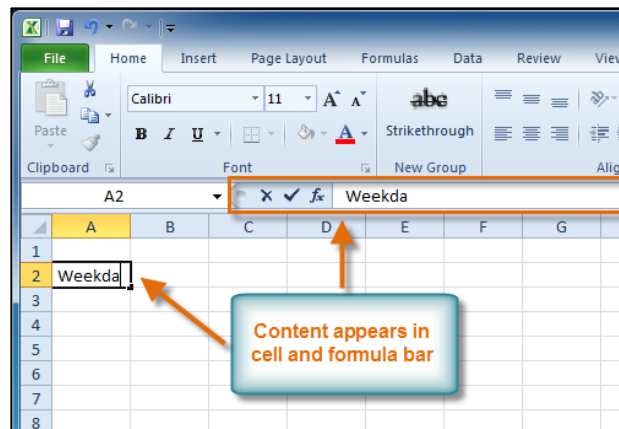 File Home Insert Page Layout Formulas Data Review View
Calibri 11 A A abc
Paste B I U A Strikethrough
Clipboard Font New Group
A2 fx Weekda
A B C D E F G
1
2 Weekda
3
4
5
6
7
8
Content appears in
cell and formula bar